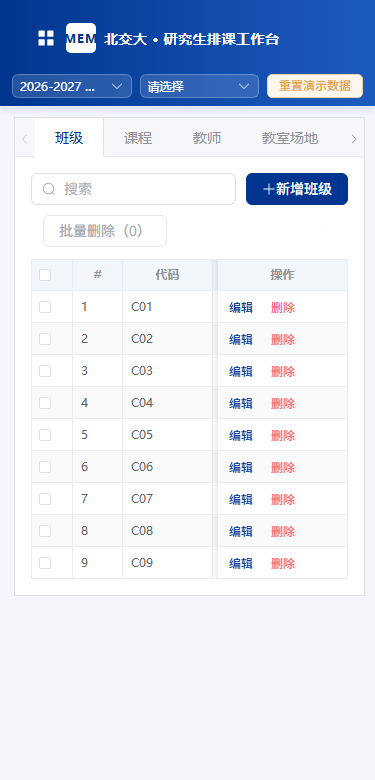 MEM 北交大 • 研究生排课工作台
2026-2027 ... 请选择 重置演示数据
班级 课程 教师 教室场地
搜索 +新增班级
批量删除（0）
# 代码 操作
1 C01 编辑 删除
2 C02 编辑 删除
3 C03 编辑 删除
4 C04 编辑 删除
5 C05 编辑 删除
6 C06 编辑 删除
7 C07 编辑 删除
8 C08 编辑 删除
9 C09 编辑 删除